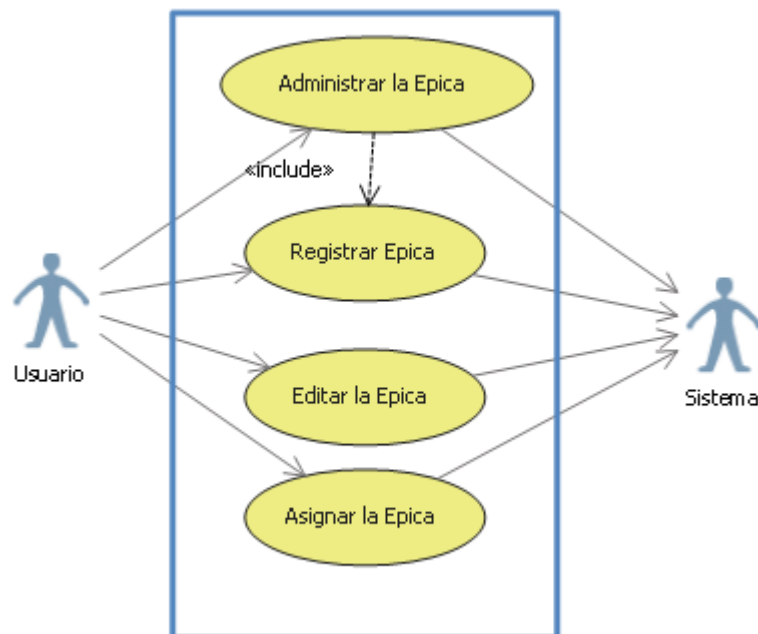 Administrar la Epica
«include»
Registrar Epica
Usuario
Editar la Epica
Sistema
Asignar la Epica